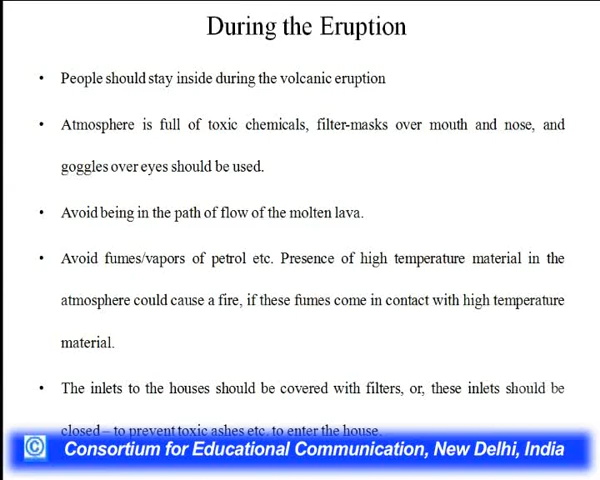 During the Eruption
• People should stay inside during the volcanic eruption
• Atmosphere is full of toxic chemicals, filter-masks over mouth and nose, and
goggles over eyes should be used.
• Avoid being in the path of flow of the molten lava.
• Avoid fumes/vapors of petrol etc. Presence of high temperature material in the
atmosphere could cause a fire, if these fumes come in contact with high temperature
material.
• The inlets to the houses should be covered with filters, or, these inlets should be
closed – to prevent toxic ashes etc. to enter the house.
© Consortium for Educational Communication, New Delhi, India